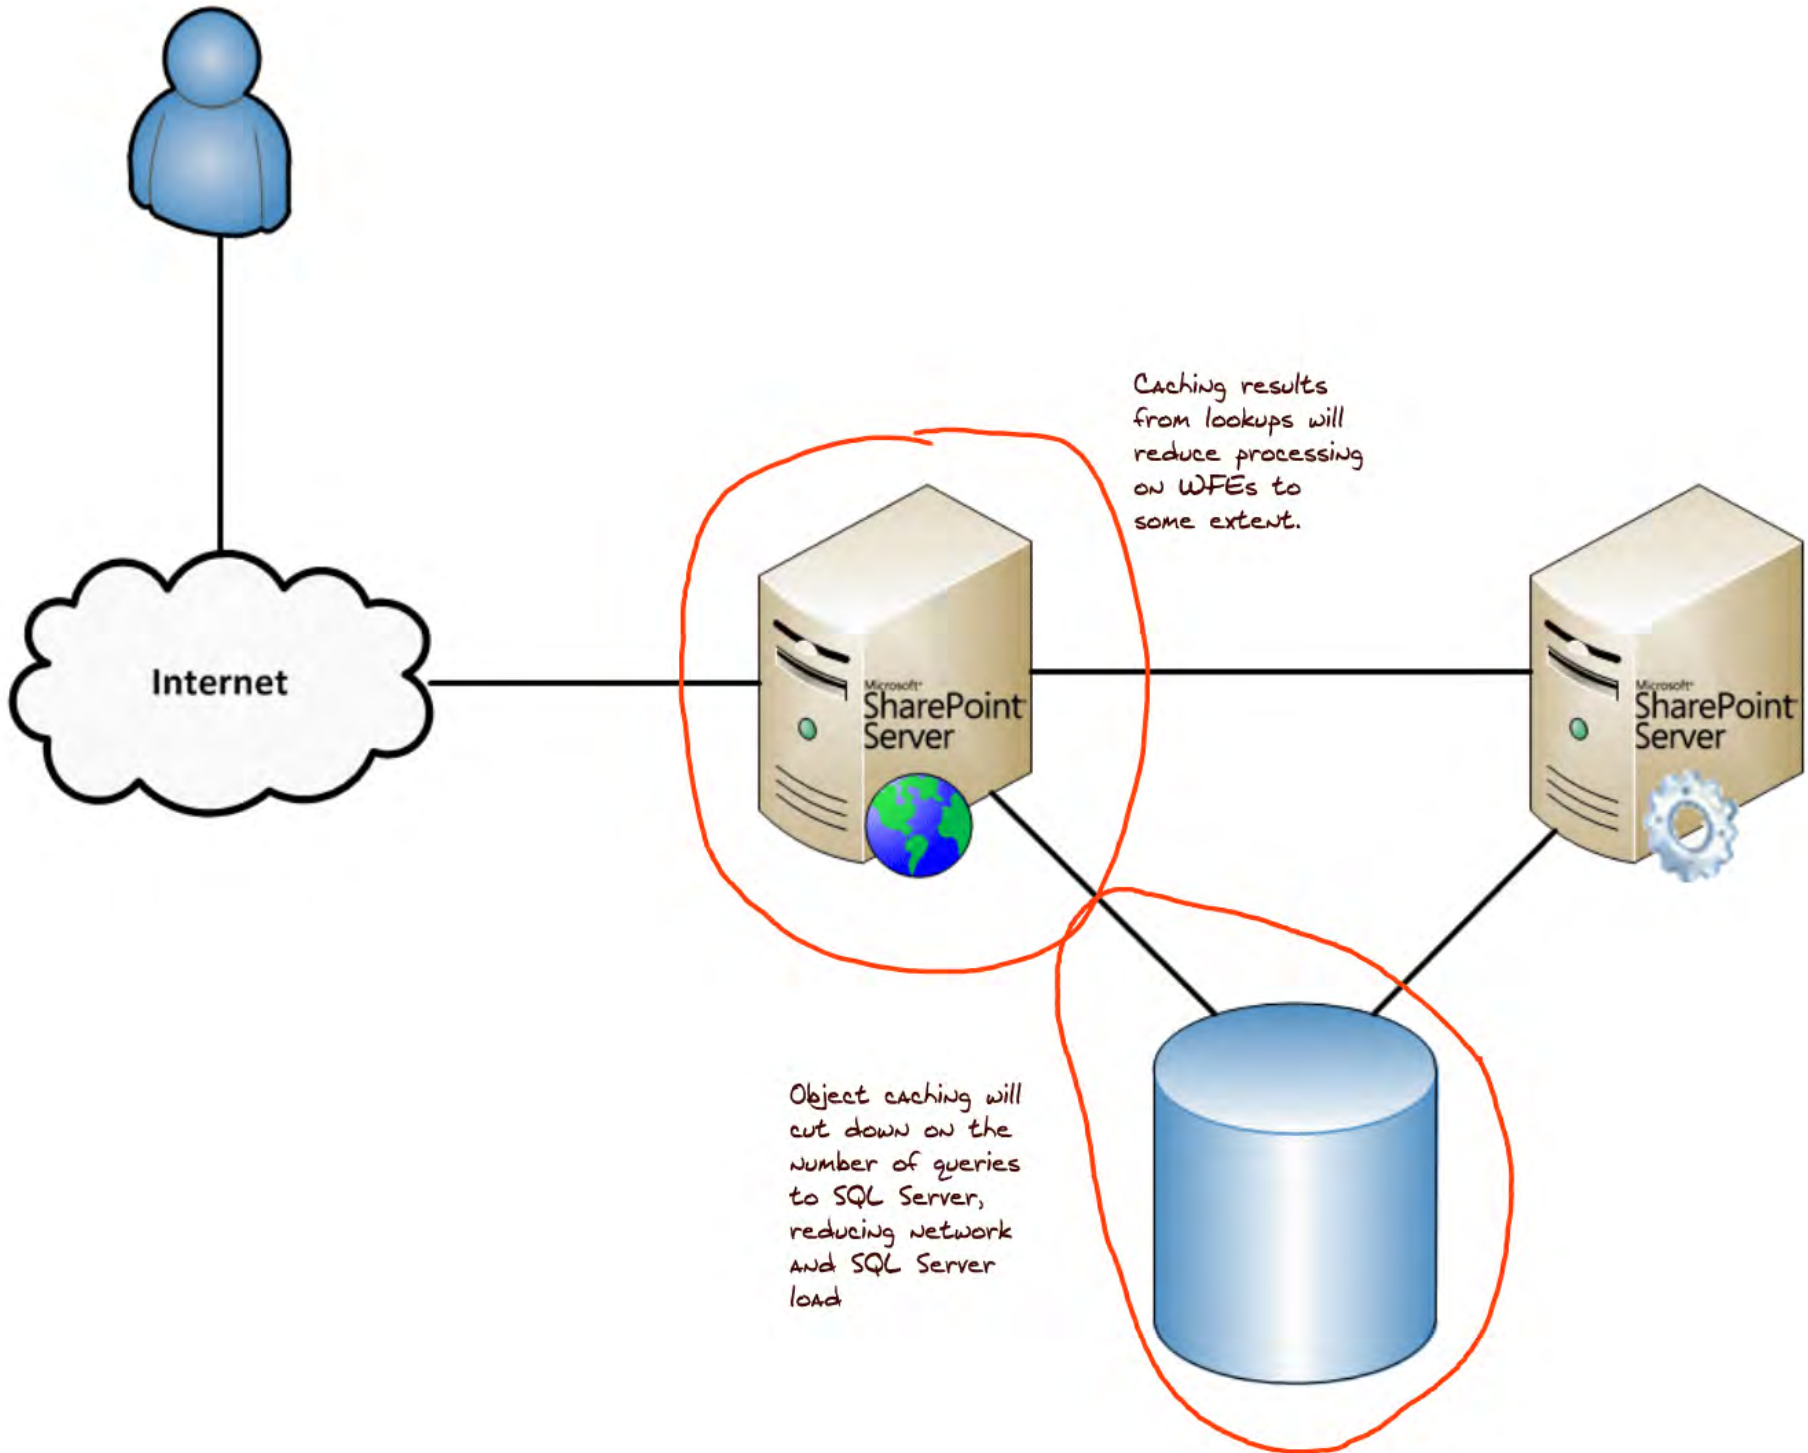 Caching results
from lookups will
reduce processing
on WFEs to
some extent.
Internet
Microsoft®
SharePoint
Server
Microsoft®
SharePoint
Server
Object caching will
cut down on the
number of queries
to SQL Server,
reducing network
and SQL Server
load